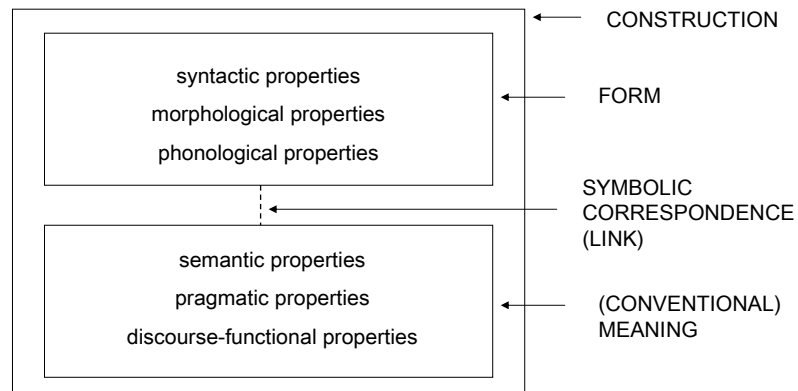 CONSTRUCTION
syntactic properties
morphological properties
phonological properties
FORM
SYMBOLIC
CORRESPONDENCE
(LINK)
semantic properties
pragmatic properties
discourse-functional properties
(CONVENTIONAL)
MEANING